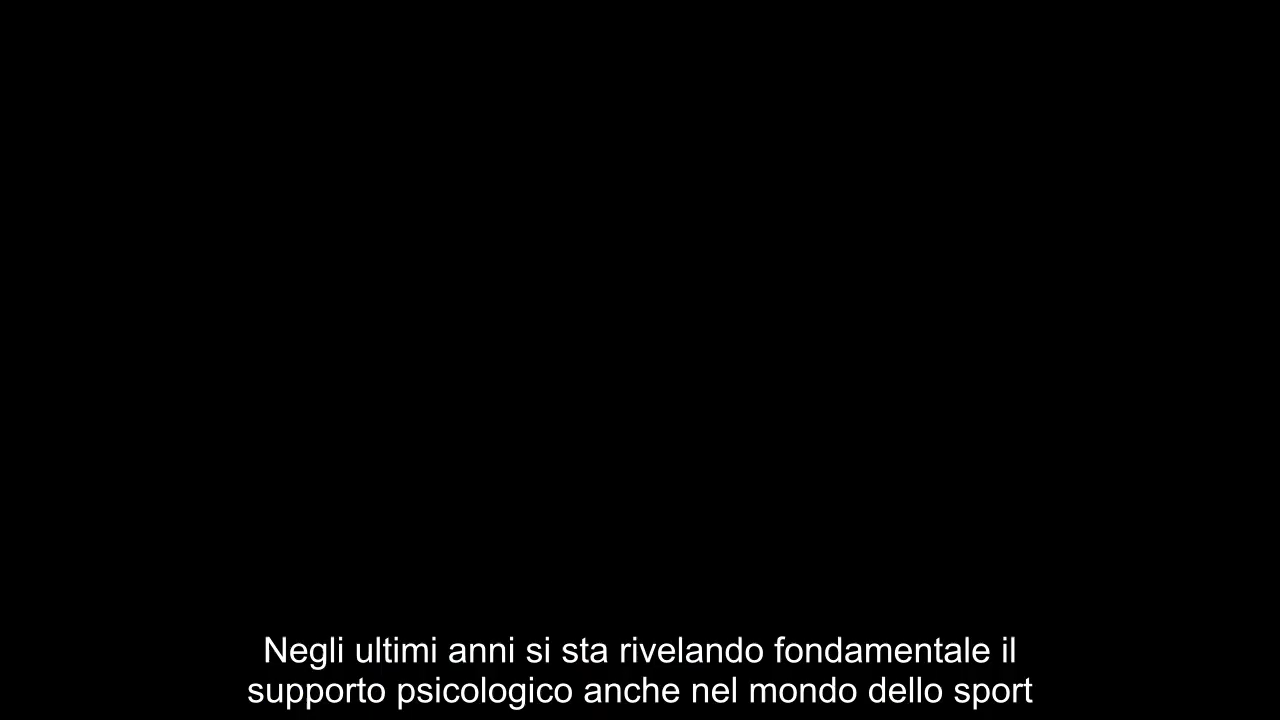 Negli ultimi anni si sta rivelando fondamentale il
supporto psicologico anche nel mondo dello sport